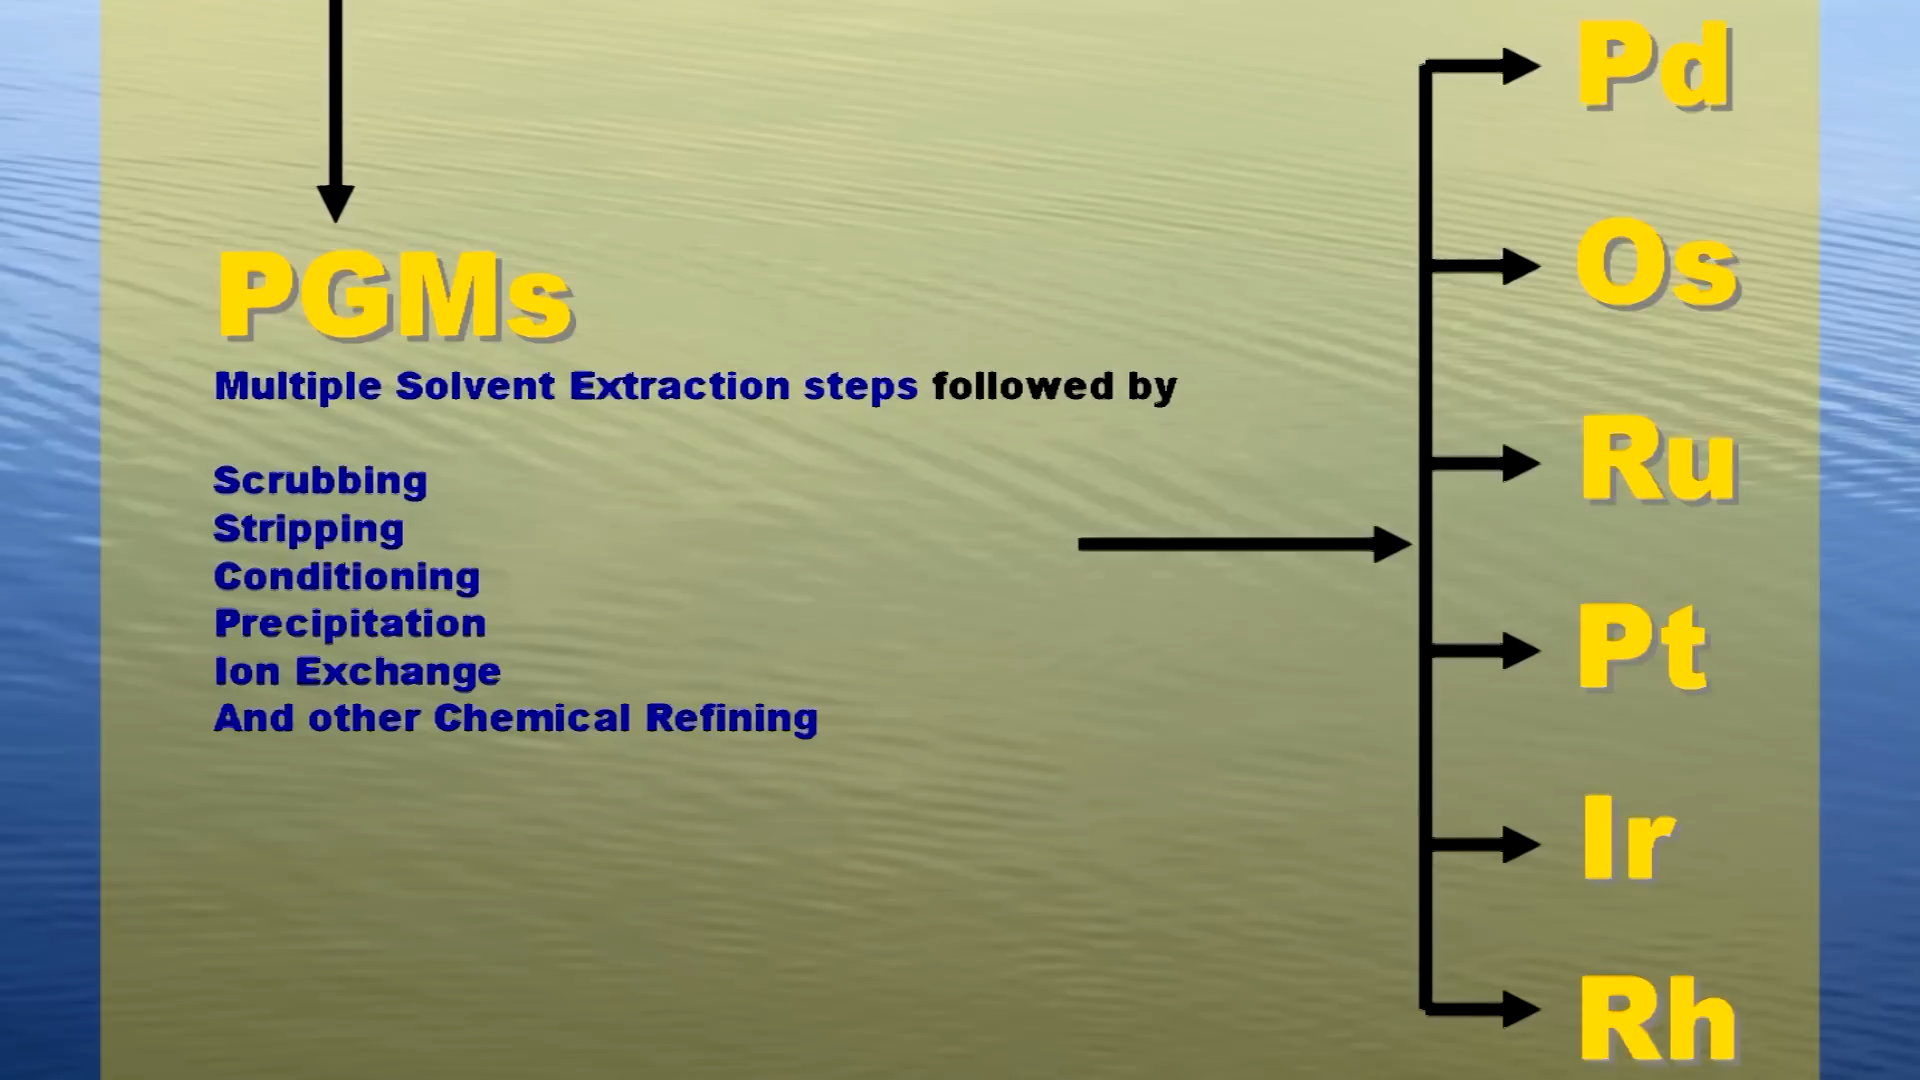 PGMs
Multiple Solvent Extraction steps followed by
Scrubbing
Stripping
Conditioning
Precipitation
Ion Exchange
And other Chemical Refining
Pd
Os
Ru
Pt
Ir
Rh